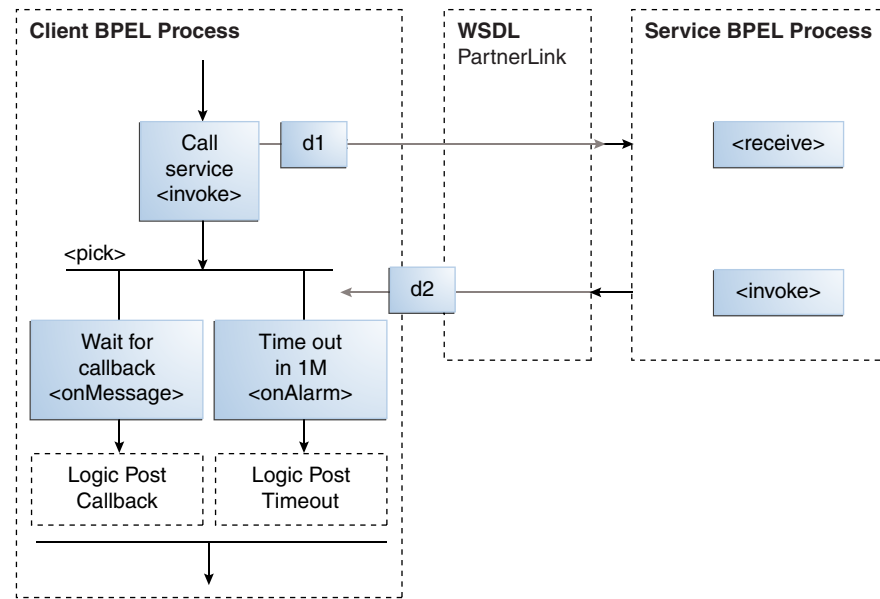 Client BPEL Process
WSDL
PartnerLink
Service BPEL Process
Call
service
<invoke>
d1
<receive>
<pick>
d2
<invoke>
Wait for
callback
<onMessage>
Time out
in 1M
<onAlarm>
Logic Post
Callback
Logic Post
Timeout